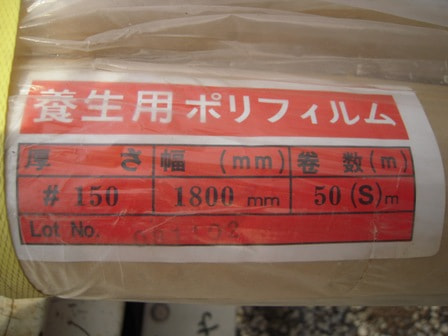 養生用ポリフィルム
厚さ 幅 (mm) 巻数(m)
# 150 1800 mm 50 (S) m
Lot No.